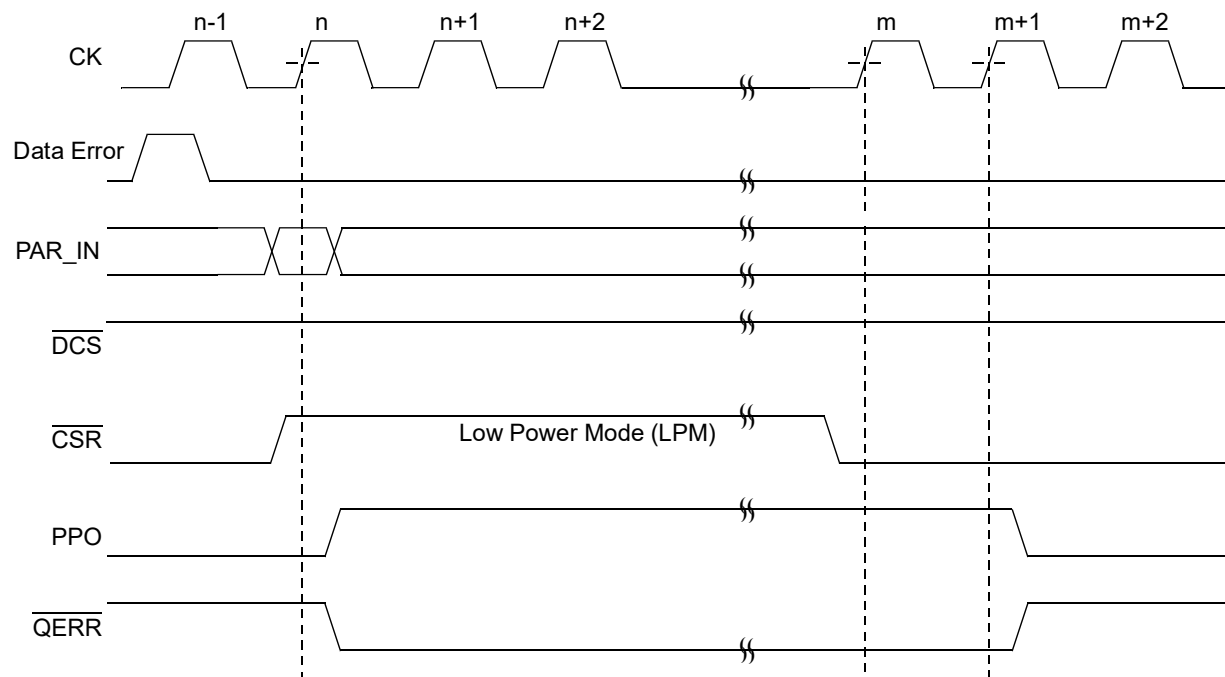 n-1 n n+1 n+2 m m+1 m+2
CK
Data Error
PAR_IN
DCS
CSR
Low Power Mode (LPM)
PPO
QERR